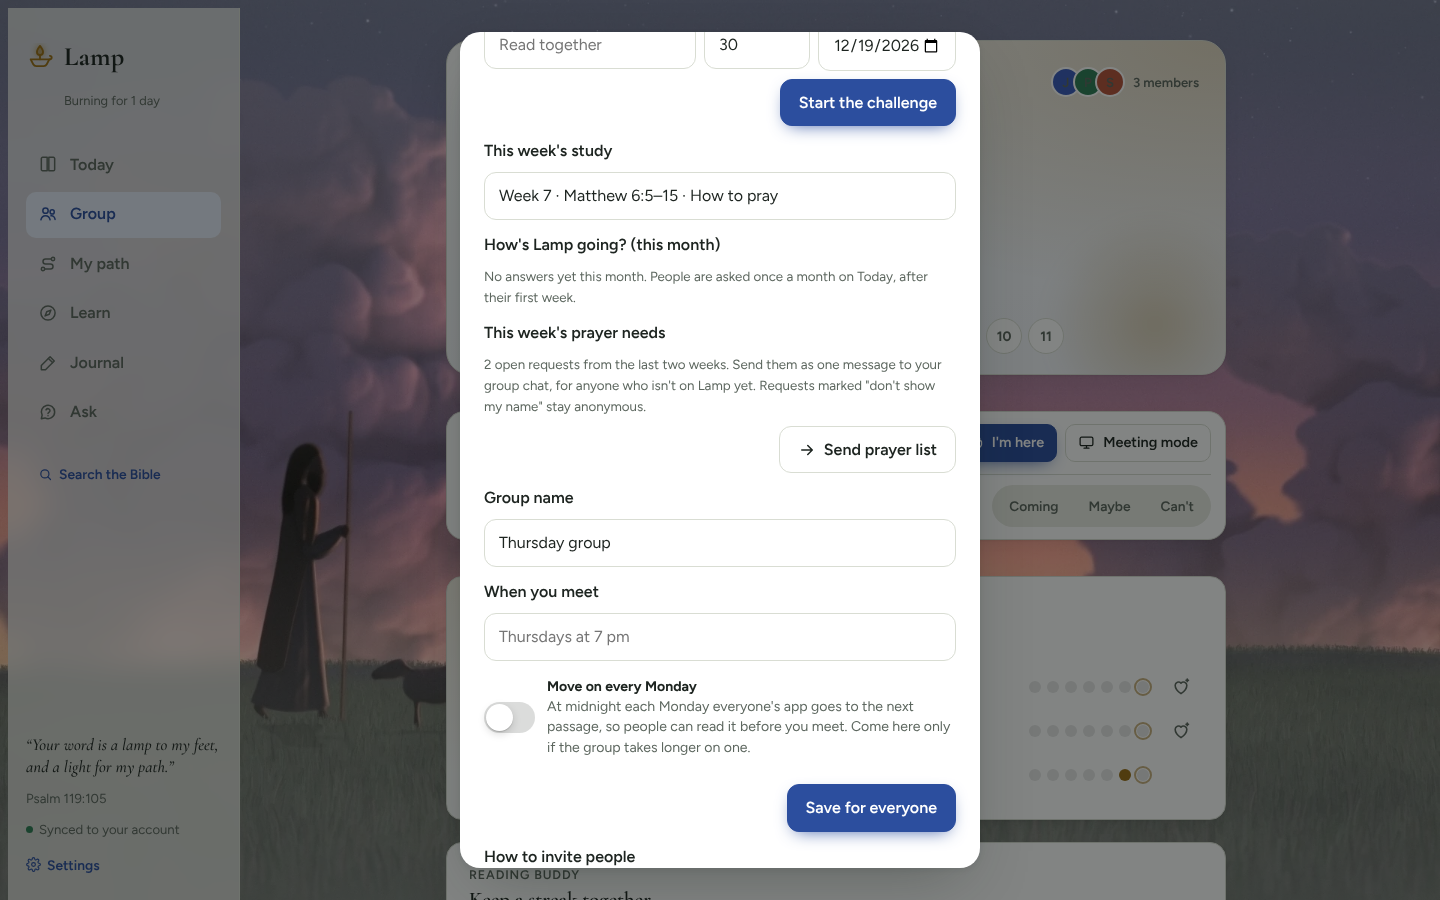 Lamp
Burning for 1 day
Today
Group
My path
Learn
Journal
Ask
Search the Bible
“Your word is a lamp to my feet,
and a light for my path.”
Psalm 119:105
Synced to your account
Settings
Read together
30
12/19/2026
Start the challenge
This week's study
Week 7 · Matthew 6:5–15 · How to pray
How's Lamp going? (this month)
No answers yet this month. People are asked once a month on Today, after
their first week.
This week's prayer needs
2 open requests from the last two weeks. Send them as one message to your
group chat, for anyone who isn't on Lamp yet. Requests marked "don't show
my name" stay anonymous.
→ Send prayer list
Group name
Thursday group
When you meet
Thursdays at 7 pm
Move on every Monday
At midnight each Monday everyone's app goes to the next
passage, so people can read it before you meet. Come here only
if the group takes longer on one.
Save for everyone
How to invite people
3 members
10
11
I'm here
Meeting mode
Coming
Maybe
Can't
READING BUDDY
Keep a streak together